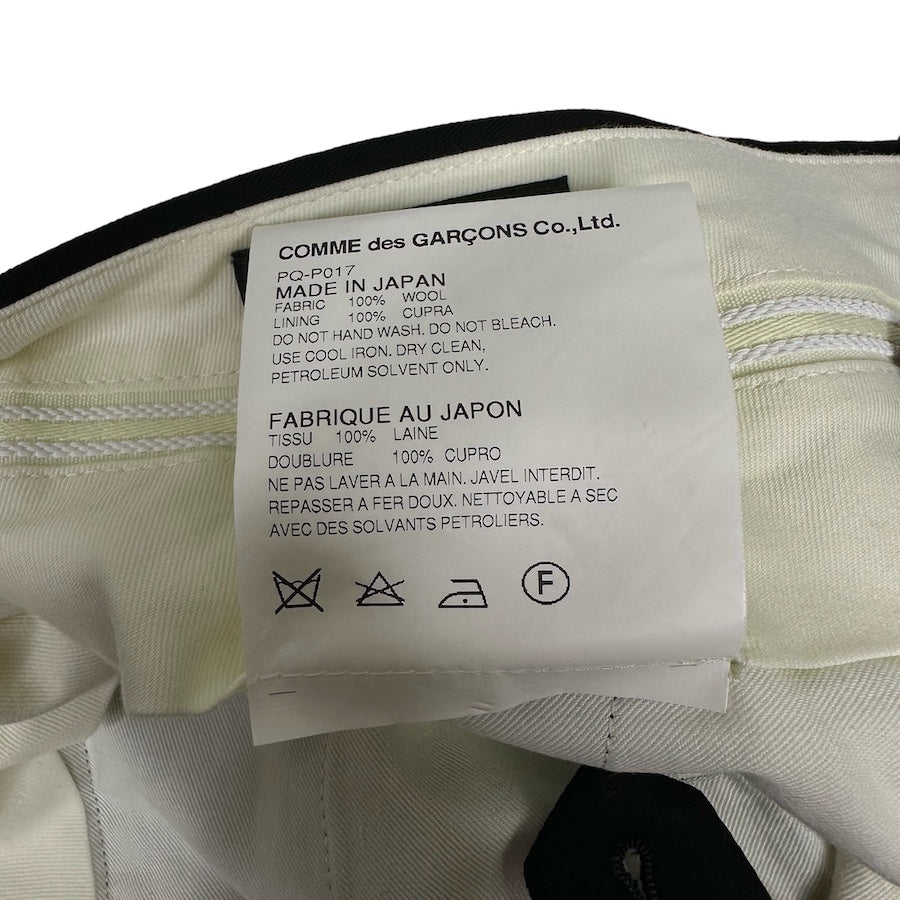 COMME des GARÇONS Co.,Ltd.
PQ-P017
MADE IN JAPAN
FABRIC 100% WOOL
LINING 100% CUPRA
DO NOT HAND WASH. DO NOT BLEACH.
USE COOL IRON. DRY CLEAN,
PETROLEUM SOLVENT ONLY.
FABRIQUE AU JAPON
TISSU 100% LAINE
DOUBLURE 100% CUPRO
NE PAS LAVER A LA MAIN. JAVEL INTERDIT.
REPASSER A FER DOUX. NETTOYABLE A SEC
AVEC DES SOLVANTS PETROLIERS.
F